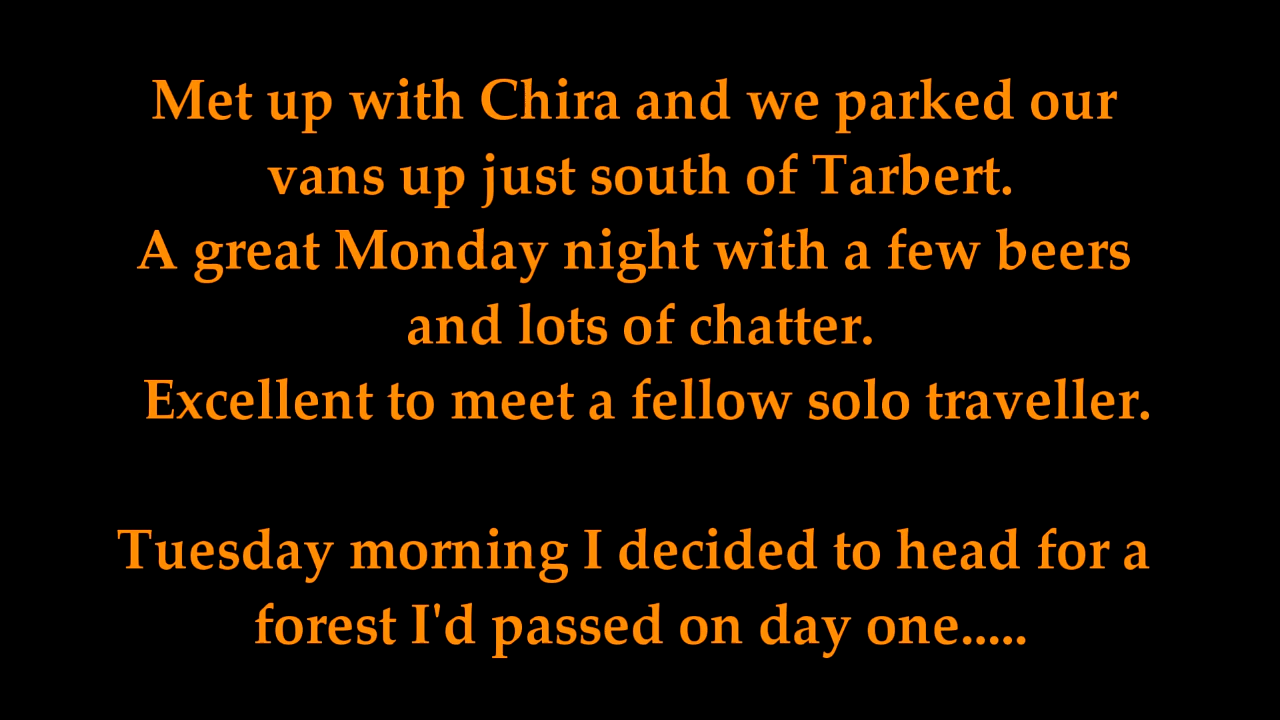 Met up with Chira and we parked our
vans up just south of Tarbert.
A great Monday night with a few beers
and lots of chatter.
Excellent to meet a fellow solo traveller.
Tuesday morning I decided to head for a
forest I'd passed on day one.....